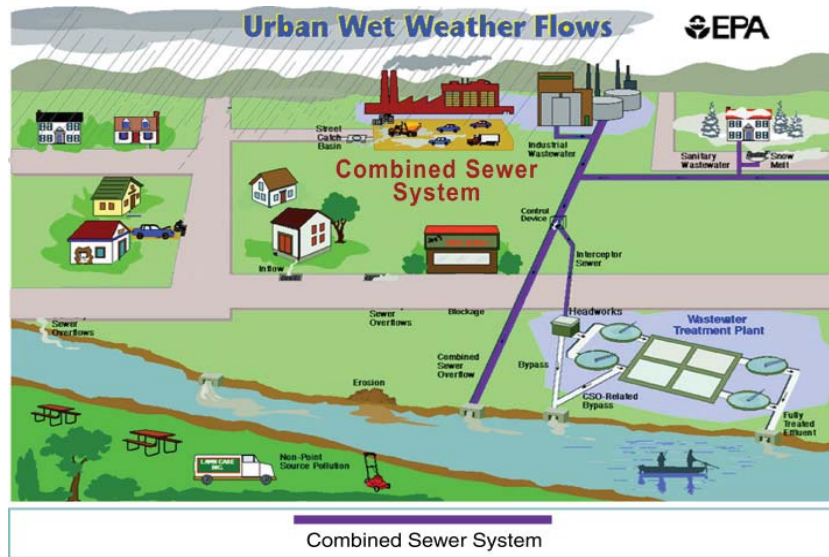 Urban Wet Weather Flows
EPA
Street
Catch
Basin
Industrial
Wastewater
Sanitary
Wastewater
Snow
Melt
Combined Sewer
System
Control
Device
Interceptor
Sewer
Inflow
Sewer
Overflows
Sewer
Overflows
Blockage
Headworks
Wastewater
Treatment Plant
Combined
Sewer
Overflow
Bypass
Erosion
CSO-Related
Bypass
Fully
Treated
Effluent
LAWN CARE
INC.
Non-Point
Source Pollution
Combined Sewer System